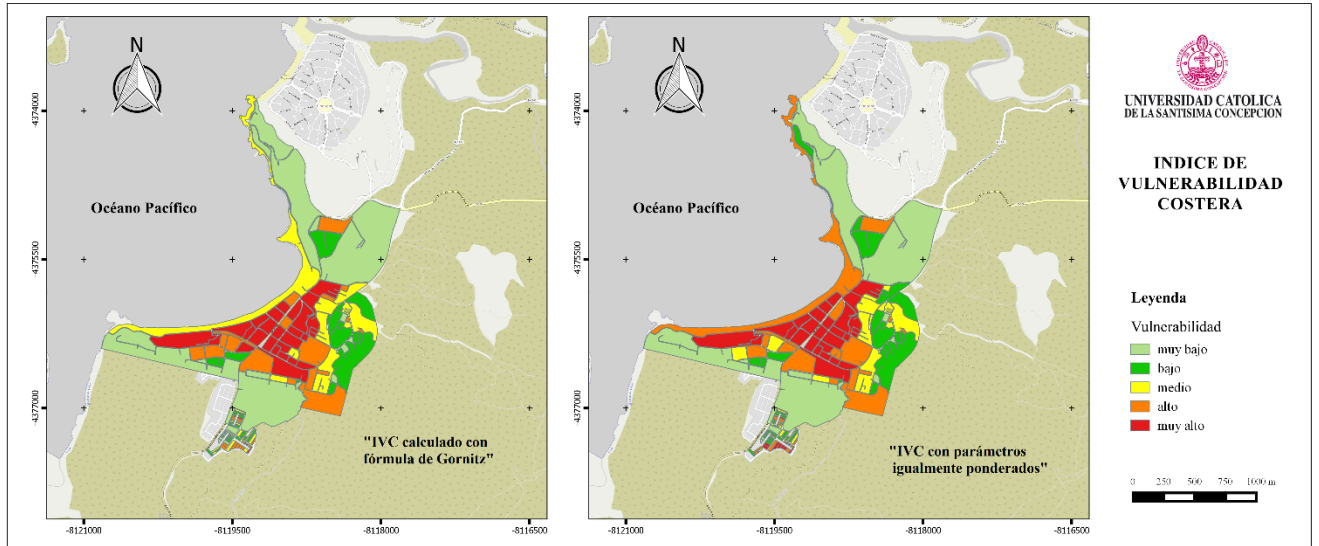 N
Océano Pacífico
"IVC calculado con
fórmula de Gornitz"
-4374000
-4375500
-4377000
-8121000
-8119500
-8118000
-8116500
N
Océano Pacífico
"IVC con parámetros
igualmente ponderados"
-4374000
-4375500
-4377000
-8121000
-8119500
-8118000
-8116500
UNIVERSIDAD CATOLICA
DE LA SANTISIMA CONCEPCION
INDICE DE
VULNERABILIDAD
COSTERA
Leyenda
Vulnerabilidad
muy bajo
bajo
medio
alto
muy alto
0 250 500 750 1000 m